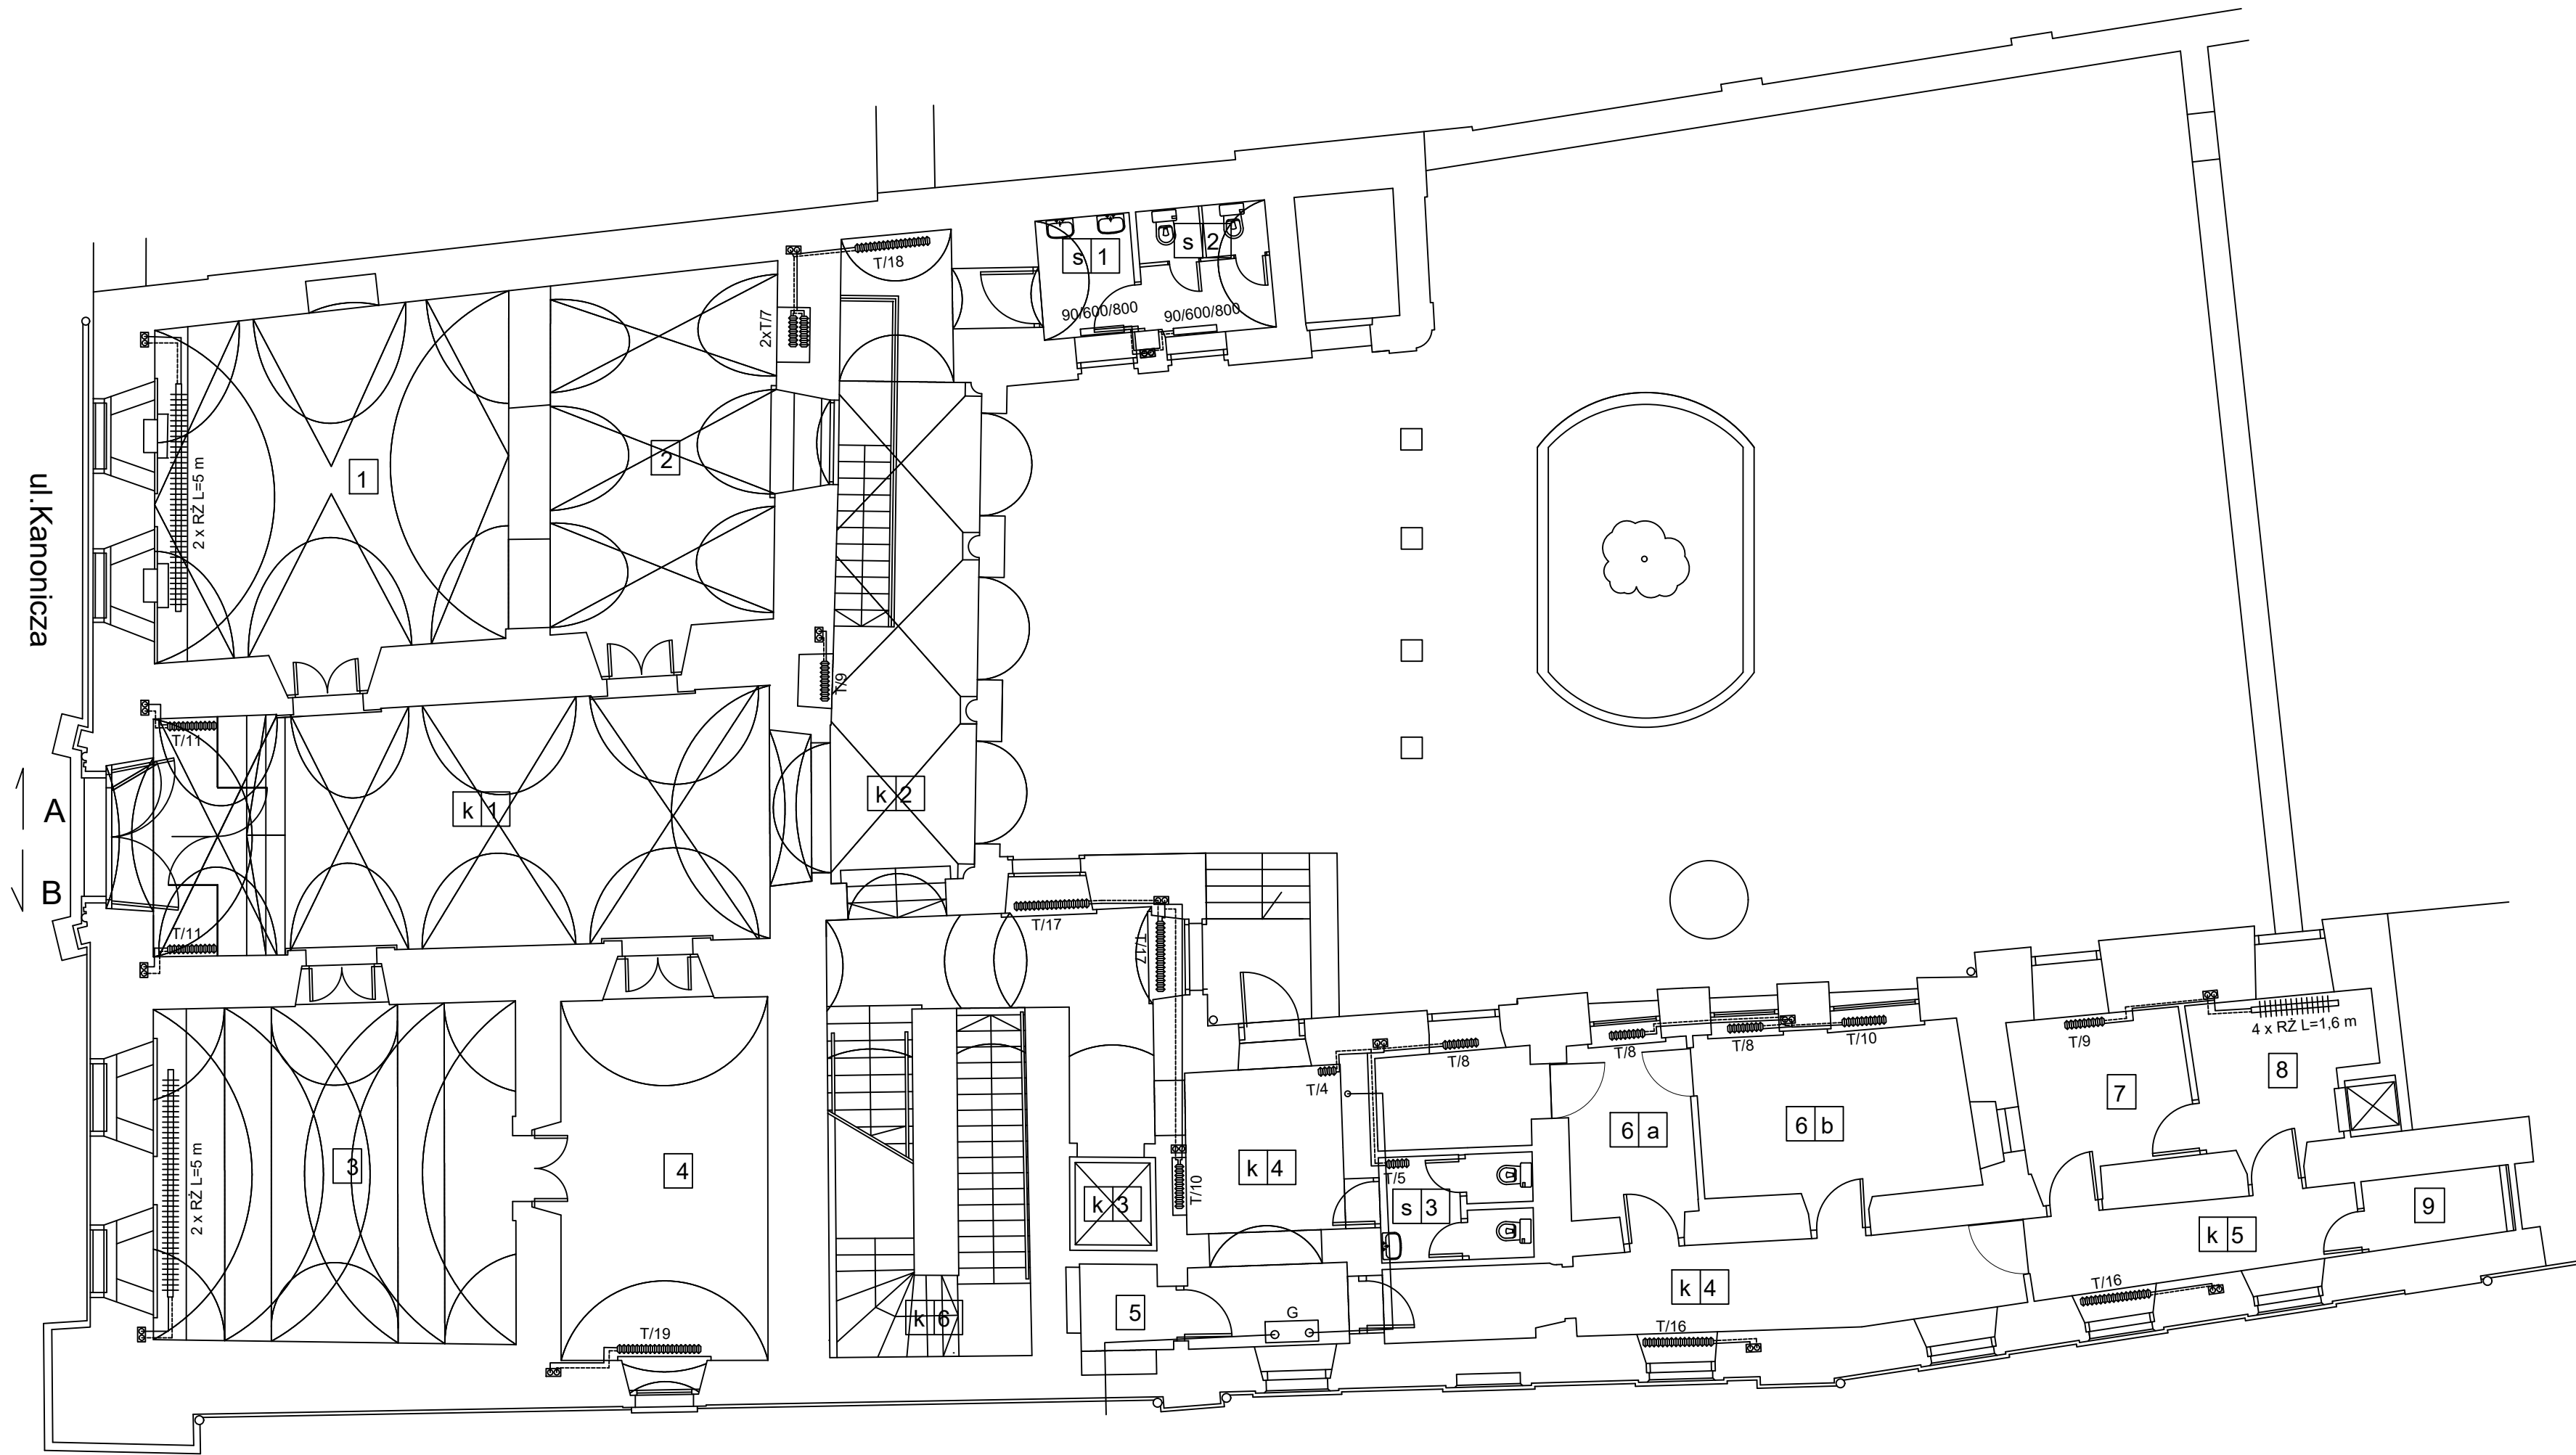 T/18
s 1
s 2
90/600/800
90/600/800
2xT/7
ul.Kanonicza
2 x RŻ L=5 m
1
2
T/9
T/11
A
B
k 1
k 2
T/11
T/17
T/17
T/8
T/8
T/10
T/8
T/4
T/9
4 x RŻ L=1,6 m
8
7
6 a
6 b
3
4
2 x RŻ L=5 m
k 3
T/10
k 4
T/5
s 3
9
k 5
k 4
T/16
5
G
k 6
T/19
T/16